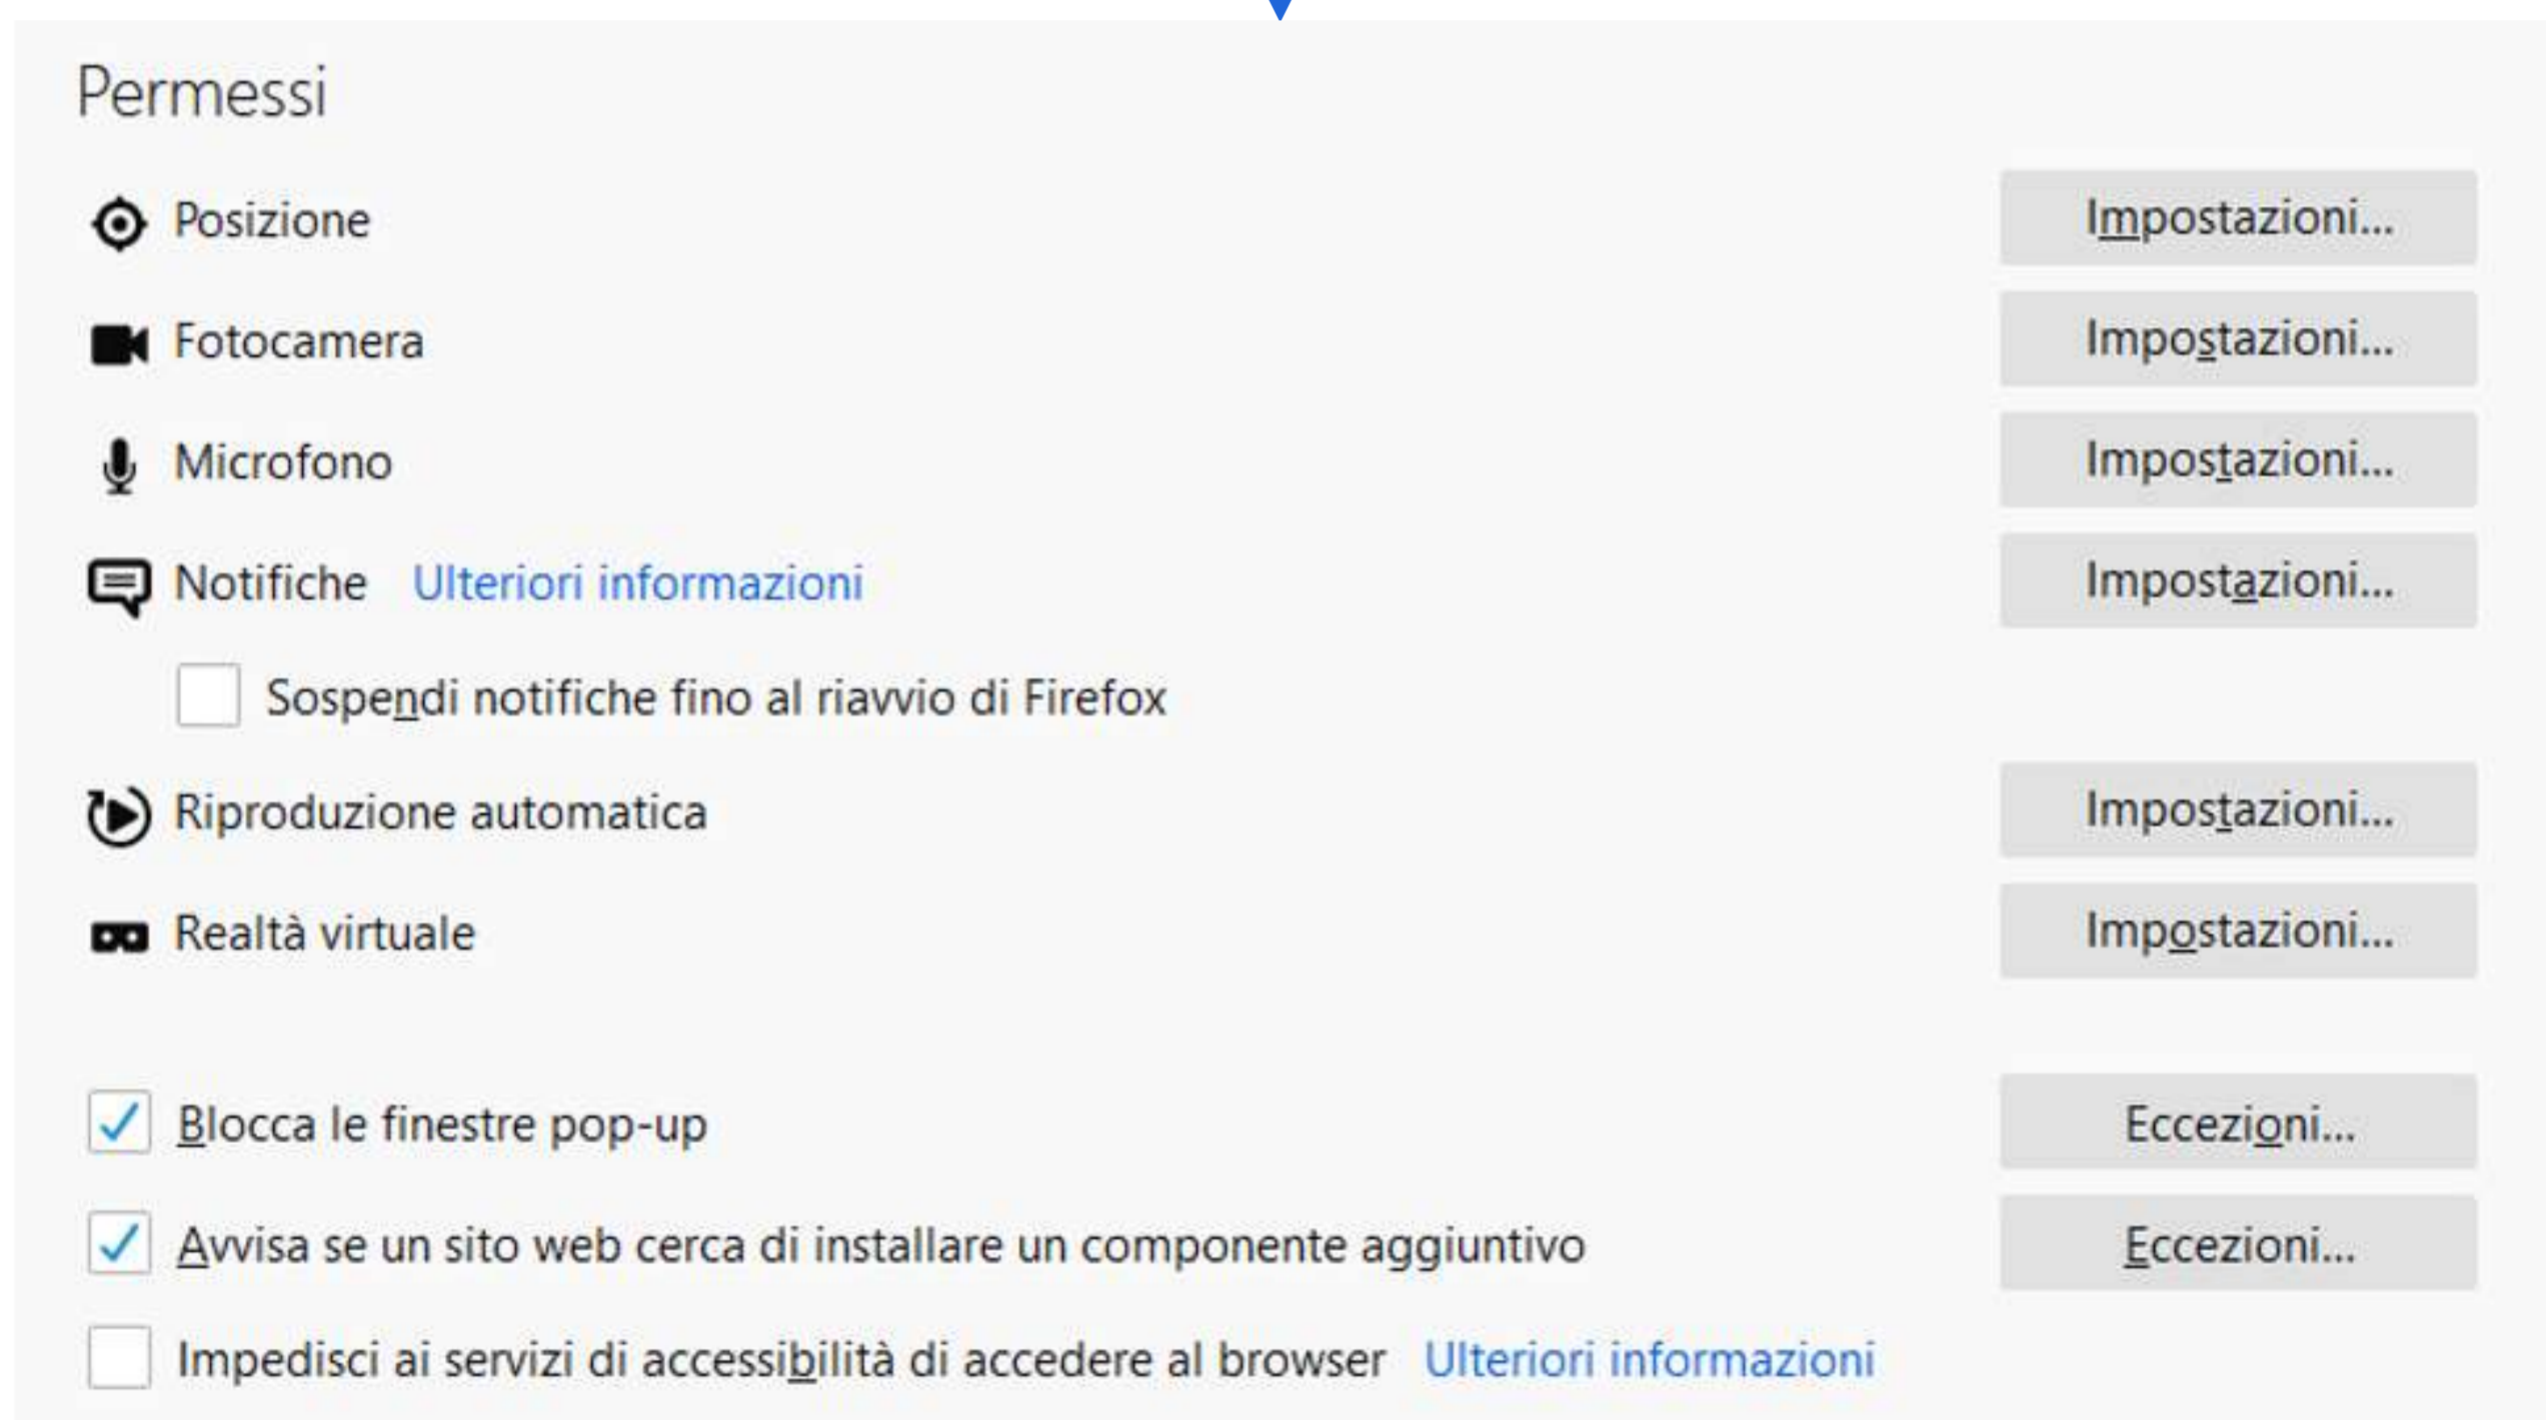 Permessi
Posizione Impostazioni...
Fotocamera Impostazioni...
Microfono Impostazioni...
Notifiche Ulteriori informazioni Impostazioni...
Sospendi notifiche fino al riavvio di Firefox
Riproduzione automatica Impostazioni...
Realtà virtuale Impostazioni...
Blocca le finestre pop-up Eccezioni...
Avvisa se un sito web cerca di installare un componente aggiuntivo Eccezioni...
Impedisci ai servizi di accessibilità di accedere al browser Ulteriori informazioni